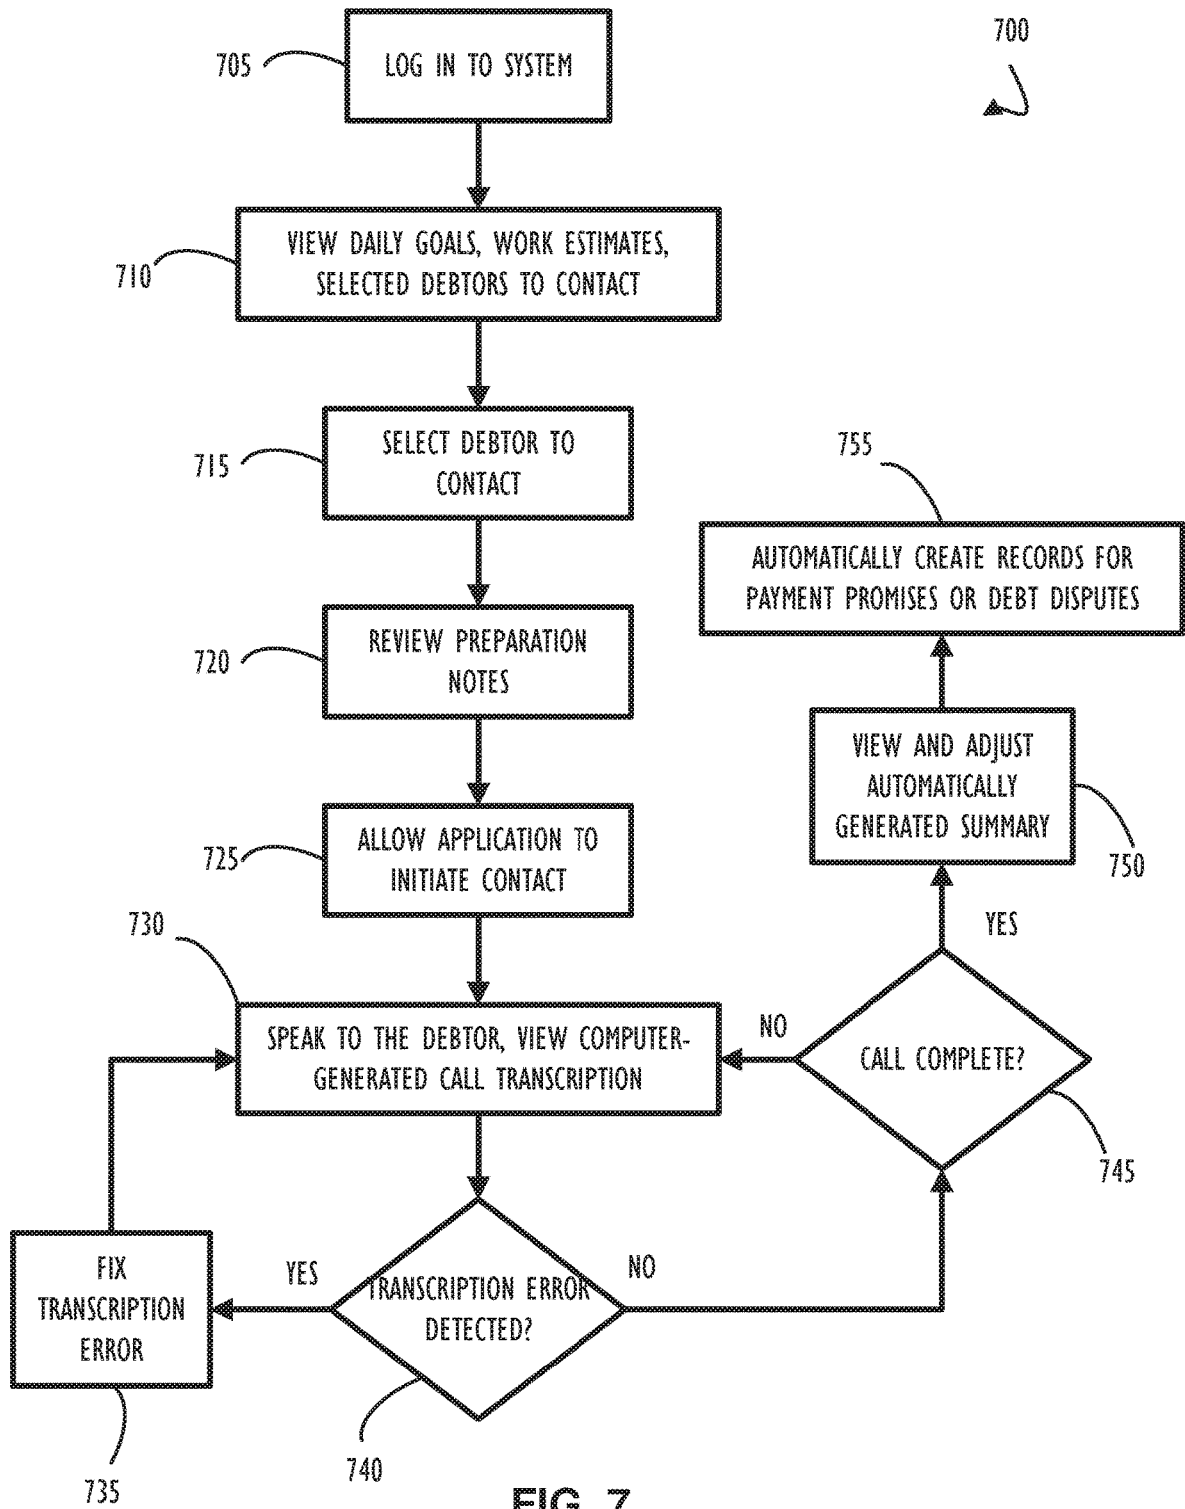 700
705
LOG IN TO SYSTEM
710
VIEW DAILY GOALS, WORK ESTIMATES,
SELECTED DEBTORS TO CONTACT
715
SELECT DEBTOR TO
CONTACT
720
REVIEW PREPARATION
NOTES
725
ALLOW APPLICATION TO
INITIATE CONTACT
730
SPEAK TO THE DEBTOR, VIEW COMPUTER-
GENERATED CALL TRANSCRIPTION
TRANSCRIPTION ERROR
DETECTED?
740
YES
FIX
TRANSCRIPTION
ERROR
735
NO
CALL COMPLETE?
745
NO
YES
VIEW AND ADJUST
AUTOMATICALLY
GENERATED SUMMARY
750
755
AUTOMATICALLY CREATE RECORDS FOR
PAYMENT PROMISES OR DEBT DISPUTES
FIG. 7